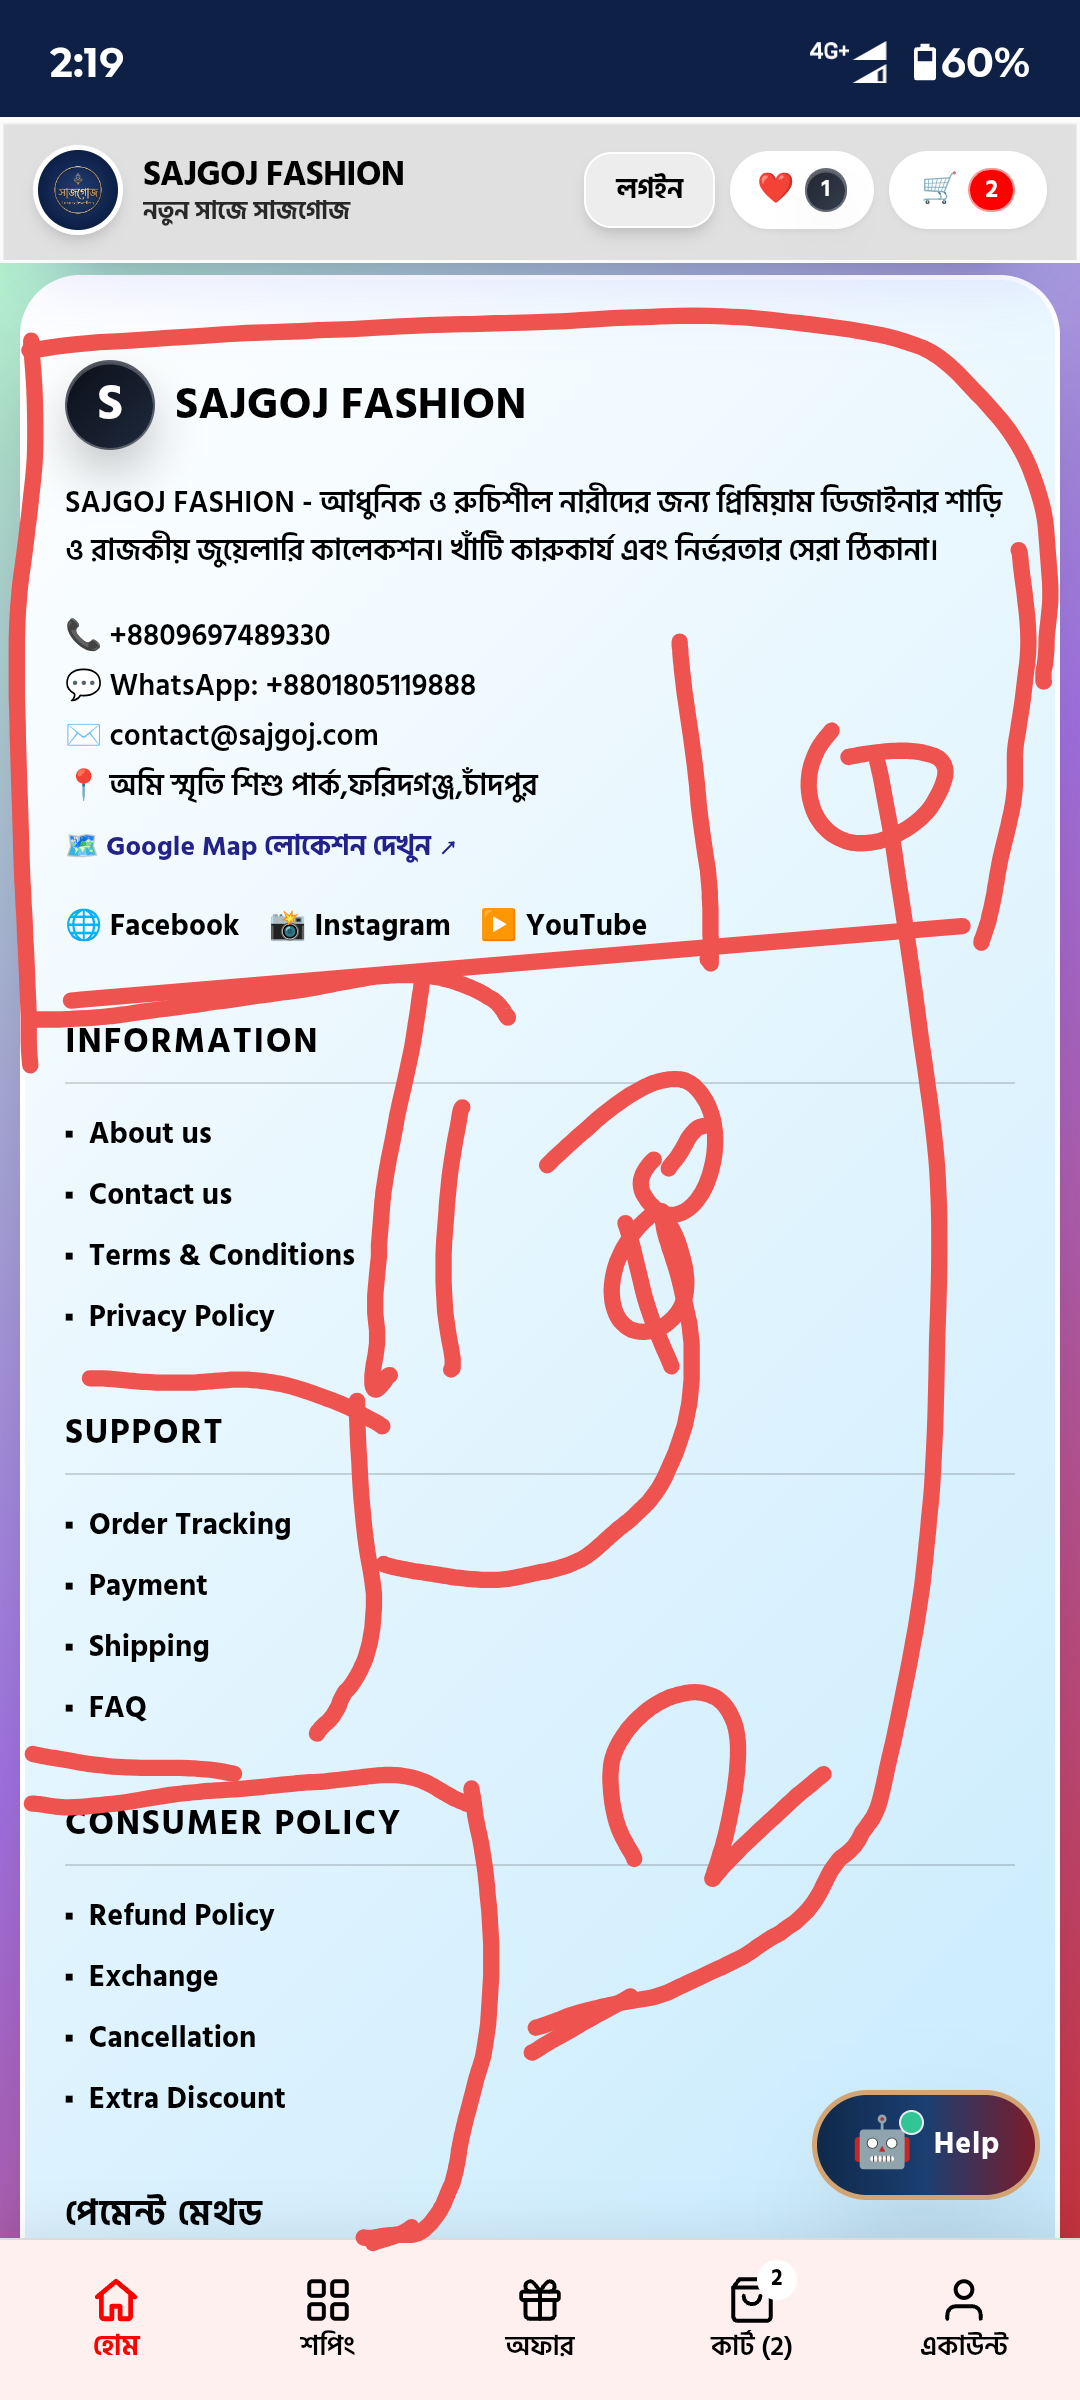 2:19
4G+ 60%
সাজগোজ
SAJGOJ FASHION
নতুন সাজে সাজগোজ
লগইন
❤️ 1
🛒 2
S SAJGOJ FASHION
SAJGOJ FASHION - আধুনিক ও রুচিশীল নারীদের জন্য প্রিমিয়াম ডিজাইনার শাড়ি
ও রাজকীয় জুয়েলারি কালেকশন। খাঁটি কারুকার্য এবং নির্ভরতার সেরা ঠিকানা।
📞 +8809697489330
💬 WhatsApp: +8801805119888
✉️ contact@sajgoj.com
📍 অমি স্মৃতি শিশু পার্ক,ফরিদগঞ্জ,চাঁদপুর
🗺️ Google Map লোকেশন দেখুন ↗
🌐 Facebook 📸 Instagram ▶️ YouTube
INFORMATION
▪ About us
▪ Contact us
▪ Terms & Conditions
▪ Privacy Policy
SUPPORT
▪ Order Tracking
▪ Payment
▪ Shipping
▪ FAQ
CONSUMER POLICY
▪ Refund Policy
▪ Exchange
▪ Cancellation
▪ Extra Discount
🤖 Help
পেমেন্ট মেথড
2
হোম শপিং অফার কার্ট (2) একাউন্ট